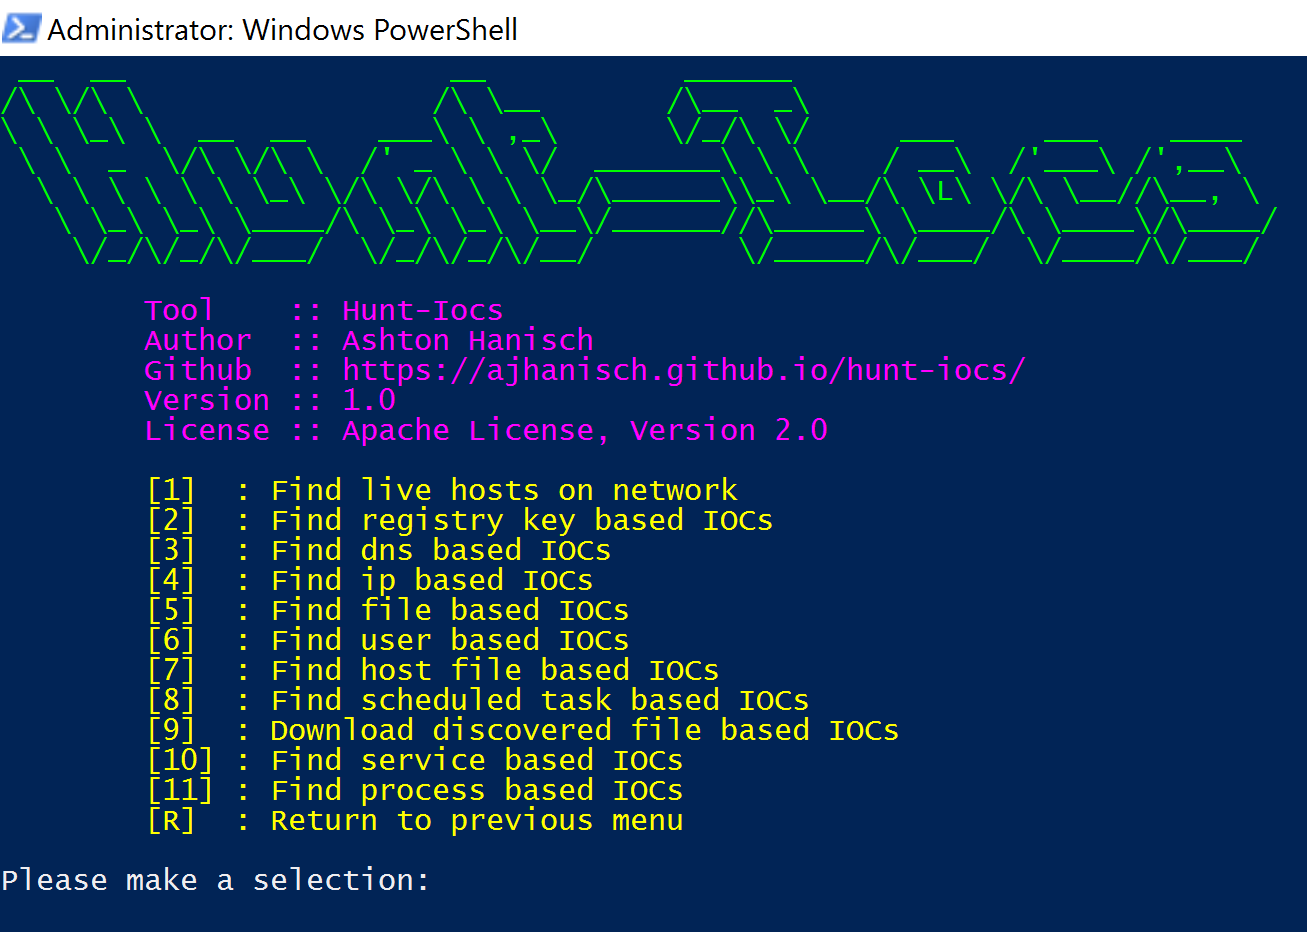 Administrator: Windows PowerShell
Hunt-Iocs
Tool    :: Hunt-Iocs
Author  :: Ashton Hanisch
Github  :: https://ajhanisch.github.io/hunt-iocs/
Version :: 1.0
License :: Apache License, Version 2.0
[1]  : Find live hosts on network
[2]  : Find registry key based IOCs
[3]  : Find dns based IOCs
[4]  : Find ip based IOCs
[5]  : Find file based IOCs
[6]  : Find user based IOCs
[7]  : Find host file based IOCs
[8]  : Find scheduled task based IOCs
[9]  : Download discovered file based IOCs
[10] : Find service based IOCs
[11] : Find process based IOCs
[R]  : Return to previous menu
Please make a selection: